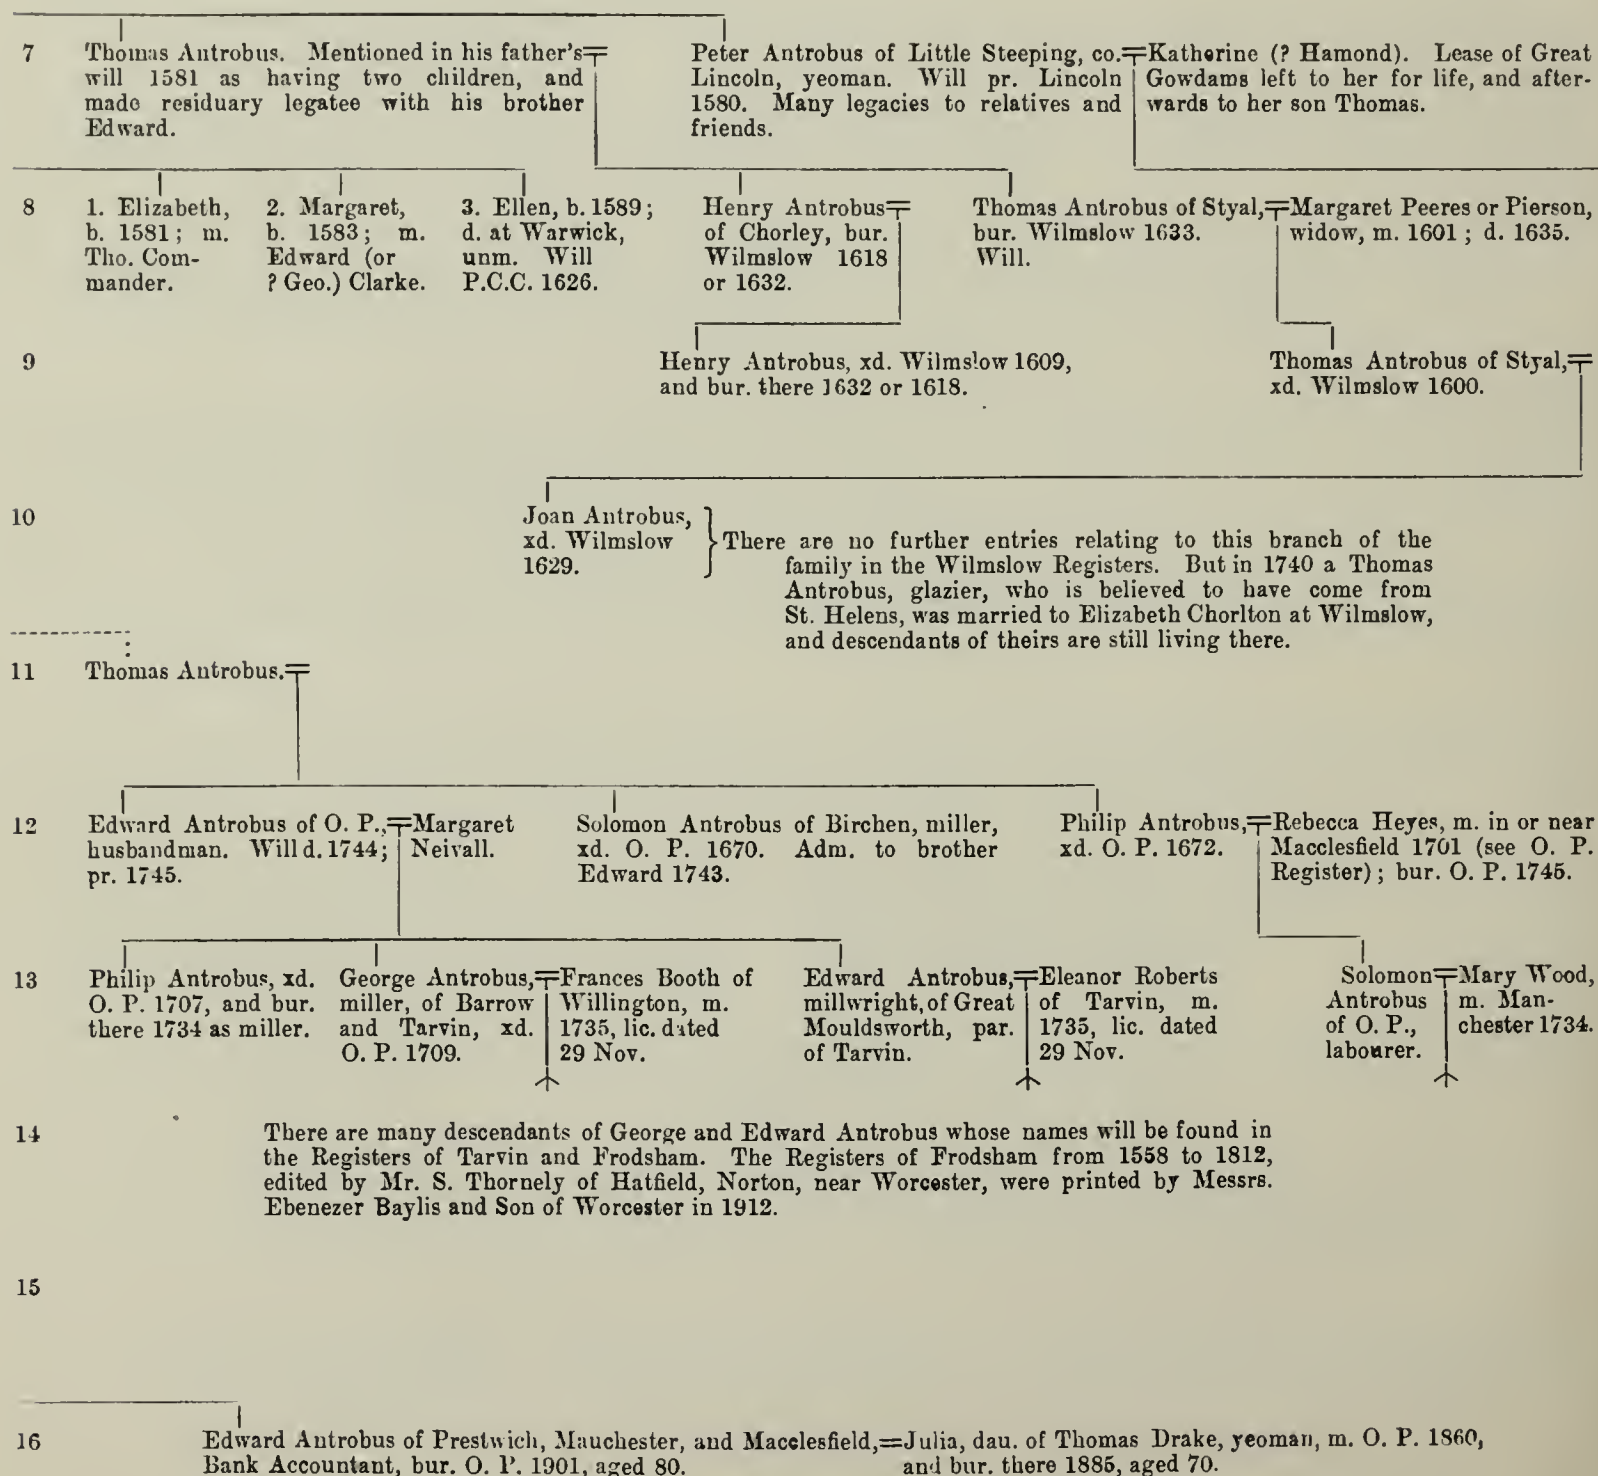 7
Thomas Antrobus. Mentioned in his father's
will 1581 as having two children, and
made residuary legatee with his brother
Edward.
Peter Antrobus of Little Steeping, co.
Lincoln, yeoman. Will pr. Lincoln
1580. Many legacies to relatives and
friends.
Katherine (? Hamond). Lease of Great
Gowdams left to her for life, and after-
wards to her son Thomas.
8
1. Elizabeth,
b. 1581; m.
Tho. Com-
mander.
2. Margaret,
b. 1583; m.
Edward (or
? Geo.) Clarke.
3. Ellen, b. 1589;
d. at Warwick,
unm. Will
P.C.C. 1626.
Henry Antrobus
of Chorley, bur.
Wilmslow 1618
or 1632.
Thomas Antrobus of Styal,
bur. Wilmslow 1633.
Will.
Margaret Peeres or Pierson,
widow, m. 1601; d. 1635.
9
Henry Antrobus, xd. Wilmslow 1609,
and bur. there 1632 or 1618.
Thomas Antrobus of Styal,
xd. Wilmslow 1600.
10
Joan Antrobus,
xd. Wilmslow
1629.
There are no further entries relating to this branch of the
family in the Wilmslow Registers. But in 1740 a Thomas
Antrobus, glazier, who is believed to have come from
St. Helens, was married to Elizabeth Chorlton at Wilmslow,
and descendants of theirs are still living there.
11
Thomas Antrobus.
12
Edward Antrobus of O. P.,
husbandman. Will d. 1744;
pr. 1745.
Margaret
Neivall.
Solomon Antrobus of Birchen, miller,
xd. O. P. 1670. Adm. to brother
Edward 1743.
Philip Antrobus,
xd. O. P. 1672.
Rebecca Heyes, m. in or near
Macclesfield 1701 (see O. P.
Register); bur. O. P. 1745.
13
Philip Antrobus, xd.
O. P. 1707, and bur.
there 1734 as miller.
George Antrobus,
miller, of Barrow
and Tarvin, xd.
O. P. 1709.
Frances Booth of
Willington, m.
1735, lic. dated
29 Nov.
Edward Antrobus,
millwright, of Great
Mouldsworth, par.
of Tarvin.
Eleanor Roberts
of Tarvin, m.
1735, lic. dated
29 Nov.
Solomon
Antrobus
of O. P.,
labourer.
Mary Wood,
m. Man-
chester 1734.
14
There are many descendants of George and Edward Antrobus whose names will be found in
the Registers of Tarvin and Frodsham. The Registers of Frodsham from 1558 to 1812,
edited by Mr. S. Thornely of Hatfield, Norton, near Worcester, were printed by Messrs.
Ebenezer Baylis and Son of Worcester in 1912.
15
16
Edward Antrobus of Prestwich, Manchester, and Macclesfield,
Bank Accountant, bur. O. P. 1901, aged 80.
Julia, dau. of Thomas Drake, yeoman, m. O. P. 1860,
and bur. there 1885, aged 70.